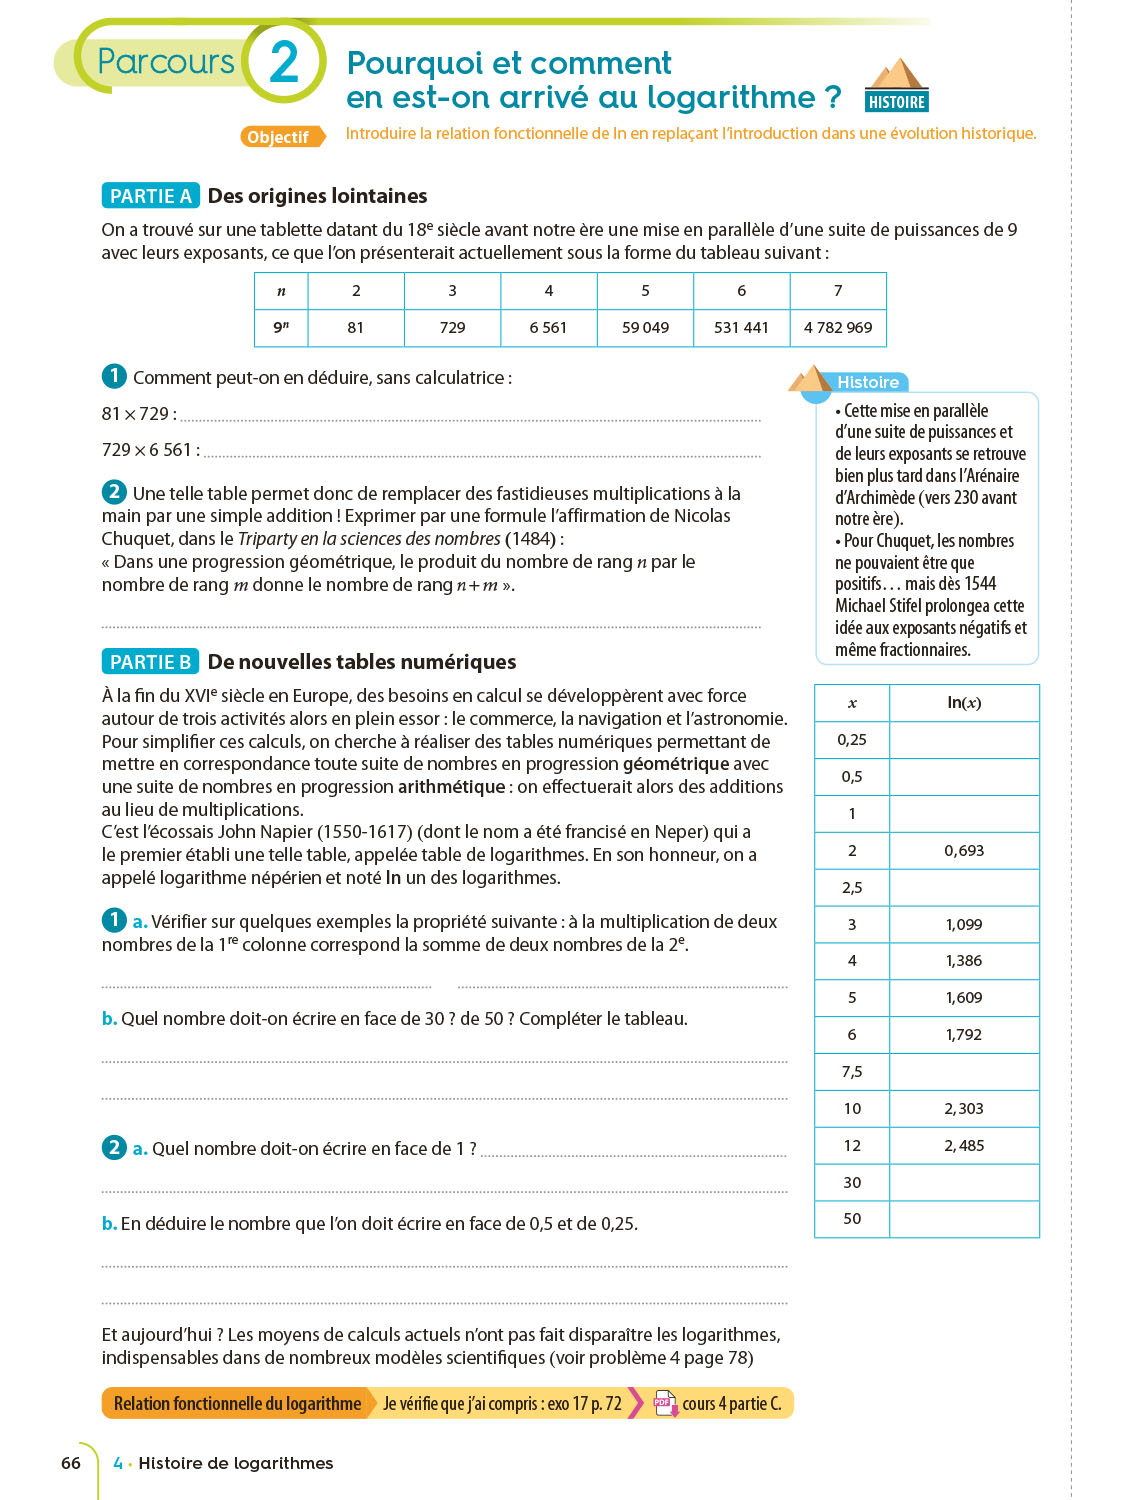 Parcours 2
Pourquoi et comment
en est-on arrivé au logarithme ?
HISTOIRE
Objectif
Introduire la relation fonctionnelle de ln en replaçant l'introduction dans une évolution historique.
PARTIE A Des origines lointaines
On a trouvé sur une tablette datant du 18e siècle avant notre ère une mise en parallèle d'une suite de puissances de 9
avec leurs exposants, ce que l'on présenterait actuellement sous la forme du tableau suivant :
n 2 3 4 5 6 7
9ⁿ 81 729 6 561 59 049 531 441 4 782 969
1 Comment peut-on en déduire, sans calculatrice :
81 × 729 :
729 × 6 561 :
2 Une telle table permet donc de remplacer des fastidieuses multiplications à la
main par une simple addition ! Exprimer par une formule l'affirmation de Nicolas
Chuquet, dans le Triparty en la sciences des nombres (1484) :
« Dans une progression géométrique, le produit du nombre de rang n par le
nombre de rang m donne le nombre de rang n + m ».
Histoire
• Cette mise en parallèle
d'une suite de puissances et
de leurs exposants se retrouve
bien plus tard dans l'Arénaire
d'Archimède (vers 230 avant
notre ère).
• Pour Chuquet, les nombres
ne pouvaient être que
positifs… mais dès 1544
Michael Stifel prolongea cette
idée aux exposants négatifs et
même fractionnaires.
PARTIE B De nouvelles tables numériques
À la fin du XVIe siècle en Europe, des besoins en calcul se développèrent avec force
autour de trois activités alors en plein essor : le commerce, la navigation et l'astronomie.
Pour simplifier ces calculs, on cherche à réaliser des tables numériques permettant de
mettre en correspondance toute suite de nombres en progression géométrique avec
une suite de nombres en progression arithmétique : on effectuerait alors des additions
au lieu de multiplications.
C'est l'écossais John Napier (1550-1617) (dont le nom a été francisé en Neper) qui a
le premier établi une telle table, appelée table de logarithmes. En son honneur, on a
appelé logarithme népérien et noté ln un des logarithmes.
1 a. Vérifier sur quelques exemples la propriété suivante : à la multiplication de deux
nombres de la 1re colonne correspond la somme de deux nombres de la 2e.
b. Quel nombre doit-on écrire en face de 30 ? de 50 ? Compléter le tableau.
2 a. Quel nombre doit-on écrire en face de 1 ?
b. En déduire le nombre que l'on doit écrire en face de 0,5 et de 0,25.
Et aujourd'hui ? Les moyens de calculs actuels n'ont pas fait disparaître les logarithmes,
indispensables dans de nombreux modèles scientifiques (voir problème 4 page 78)
x ln(x)
0,25
0,5
1
2 0,693
2,5
3 1,099
4 1,386
5 1,609
6 1,792
7,5
10 2,303
12 2,485
30
50
Relation fonctionnelle du logarithme Je vérifie que j'ai compris : exo 17 p. 72 PDF cours 4 partie C.
66 4 • Histoire de logarithmes